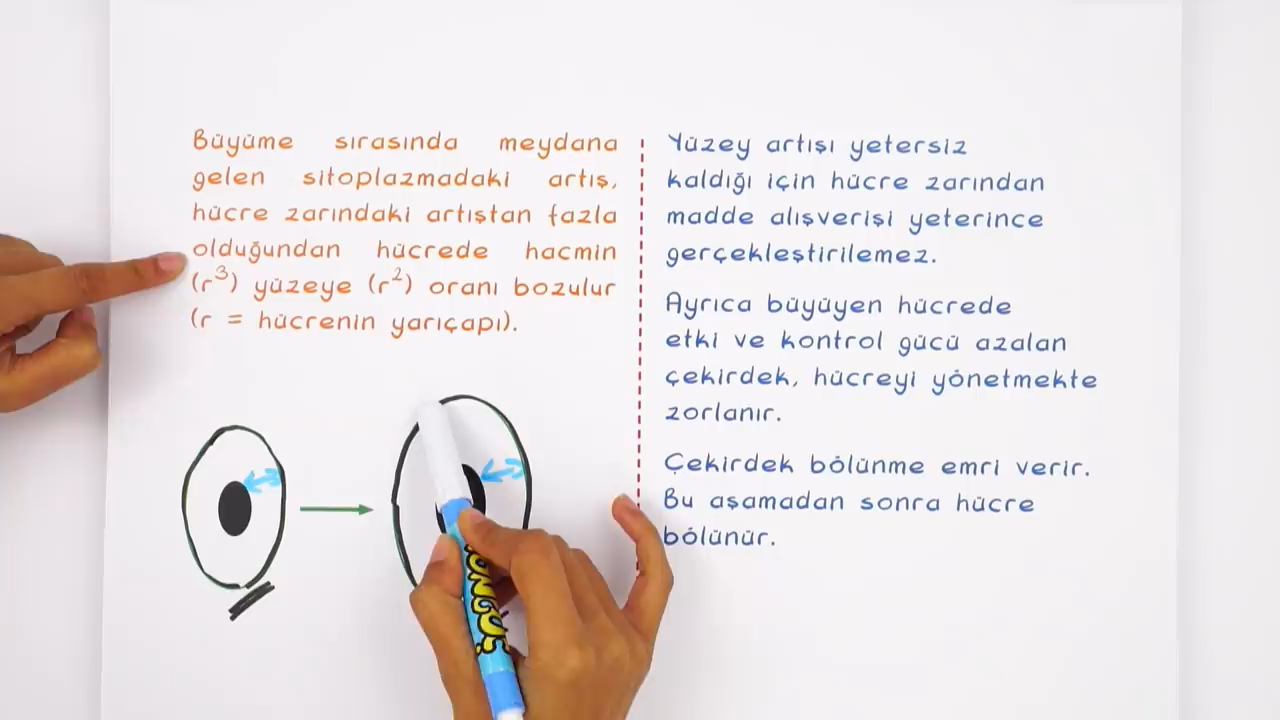 Büyüme sırasında meydana
gelen sitoplazmadaki artış,
hücre zarındaki artıştan fazla
olduğundan hücrede hacmin
(r³) yüzeye (r²) oranı bozulur
(r = hücrenin yarıçapı).
Yüzey artışı yetersiz
kaldığı için hücre zarından
madde alışverişi yeterince
gerçekleştirilemez.
Ayrıca büyüyen hücrede
etki ve kontrol gücü azalan
çekirdek, hücreyi yönetmekte
zorlanır.
Çekirdek bölünme emri verir.
Bu aşamadan sonra hücre
bölünür.